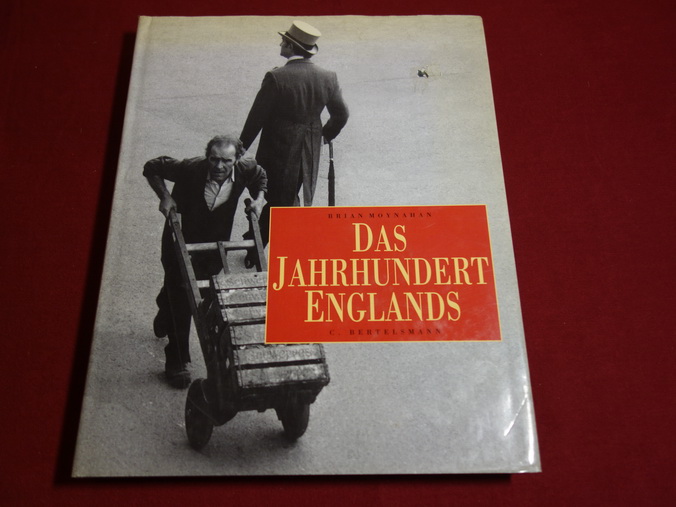 BRIAN MOYNAHAN
DAS
JAHRHUNDERT
ENGLANDS
C. BERTELSMANN